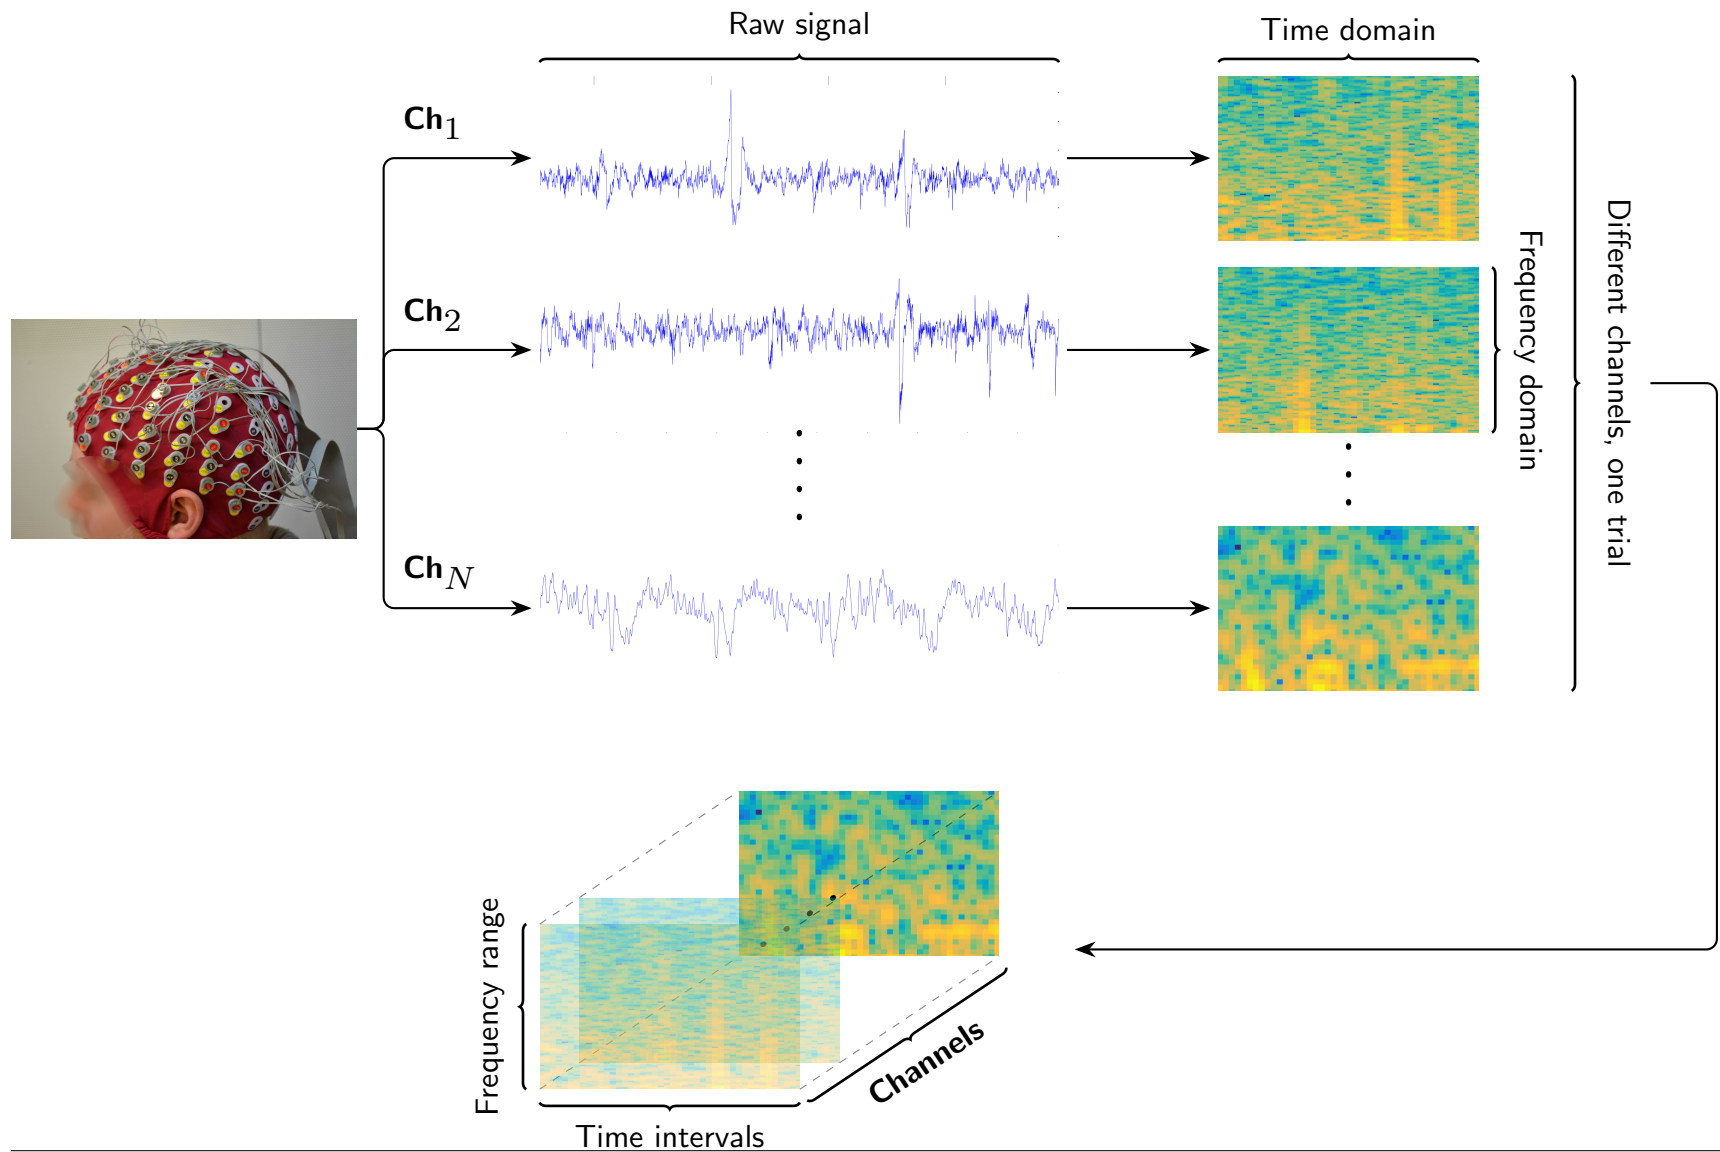 Raw signal
Time domain
Ch1
Ch2
ChN
Frequency domain
Different channels, one trial
Frequency range
Channels
Time intervals